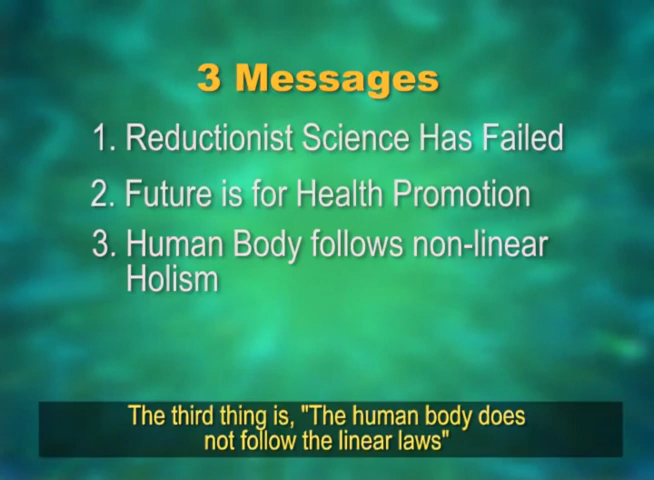 3 Messages
1. Reductionist Science Has Failed
2. Future is for Health Promotion
3. Human Body follows non-linear
Holism
The third thing is, "The human body does
not follow the linear laws"